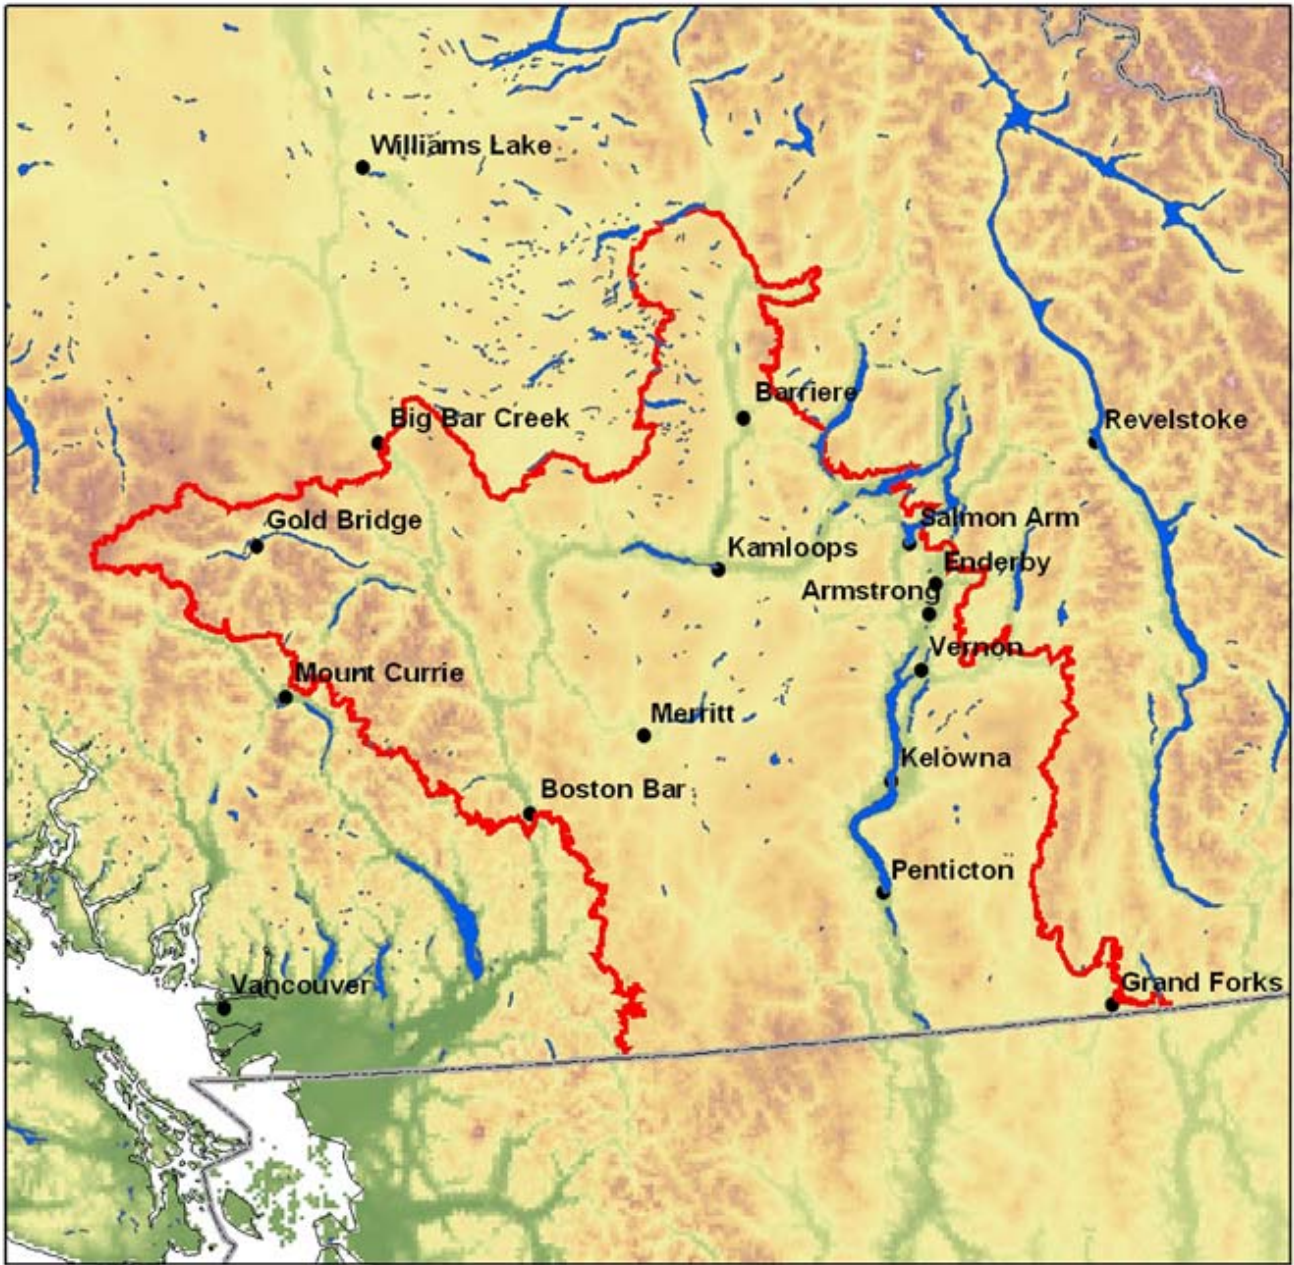 Williams Lake
Barriere
Big Bar Creek
Revelstoke
Gold Bridge
Salmon Arm
Kamloops
Enderby
Armstrong
Vernon
Mount Currie
Merritt
Kelowna
Boston Bar
Penticton
Vancouver
Grand Forks